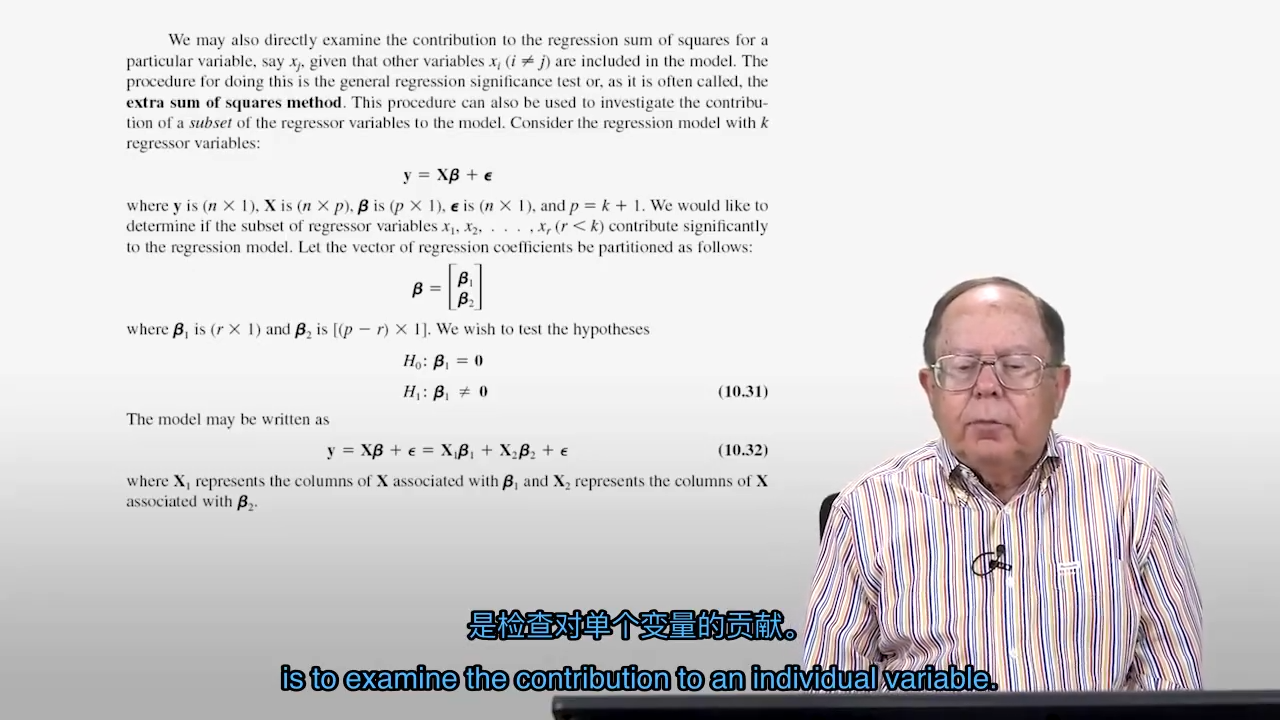 We may also directly examine the contribution to the regression sum of squares for a
particular variable, say xⱼ, given that other variables xᵢ (i ≠ j) are included in the model. The
procedure for doing this is the general regression significance test or, as it is often called, the
extra sum of squares method. This procedure can also be used to investigate the contribu-
tion of a subset of the regressor variables to the model. Consider the regression model with k
regressor variables:
y = Xβ + ϵ
where y is (n × 1), X is (n × p), β is (p × 1), ϵ is (n × 1), and p = k + 1. We would like to
determine if the subset of regressor variables x₁, x₂, . . . , xᵣ (r < k) contribute significantly
to the regression model. Let the vector of regression coefficients be partitioned as follows:
β = [β₁
β₂]
where β₁ is (r × 1) and β₂ is [(p − r) × 1]. We wish to test the hypotheses
H₀: β₁ = 0
H₁: β₁ ≠ 0 (10.31)
The model may be written as
y = Xβ + ϵ = X₁β₁ + X₂β₂ + ϵ (10.32)
where X₁ represents the columns of X associated with β₁ and X₂ represents the columns of X
associated with β₂.
是检查对单个变量的贡献。
is to examine the contribution to an individual variable.